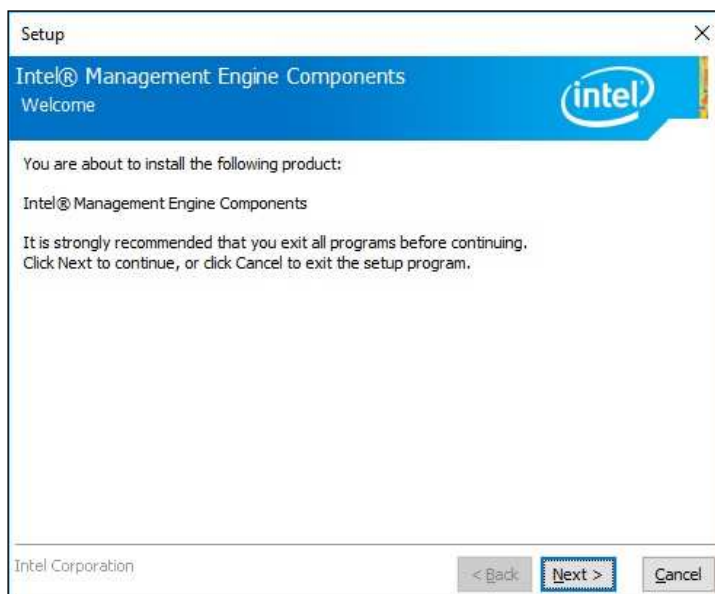 Setup
Intel® Management Engine Components
Welcome
intel
You are about to install the following product:
Intel® Management Engine Components
It is strongly recommended that you exit all programs before continuing.
Click Next to continue, or click Cancel to exit the setup program.
Intel Corporation
< Back Next > Cancel